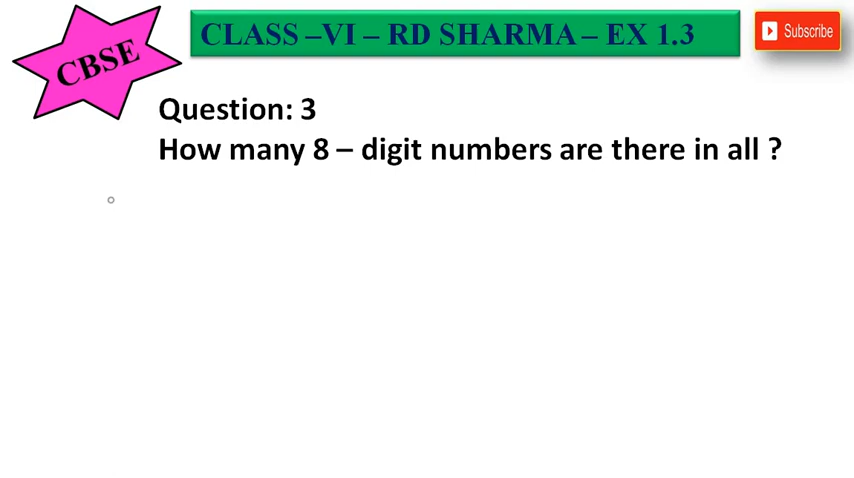 CBSE
CLASS –VI – RD SHARMA – EX 1.3
Subscribe
Question: 3
How many 8 – digit numbers are there in all ?